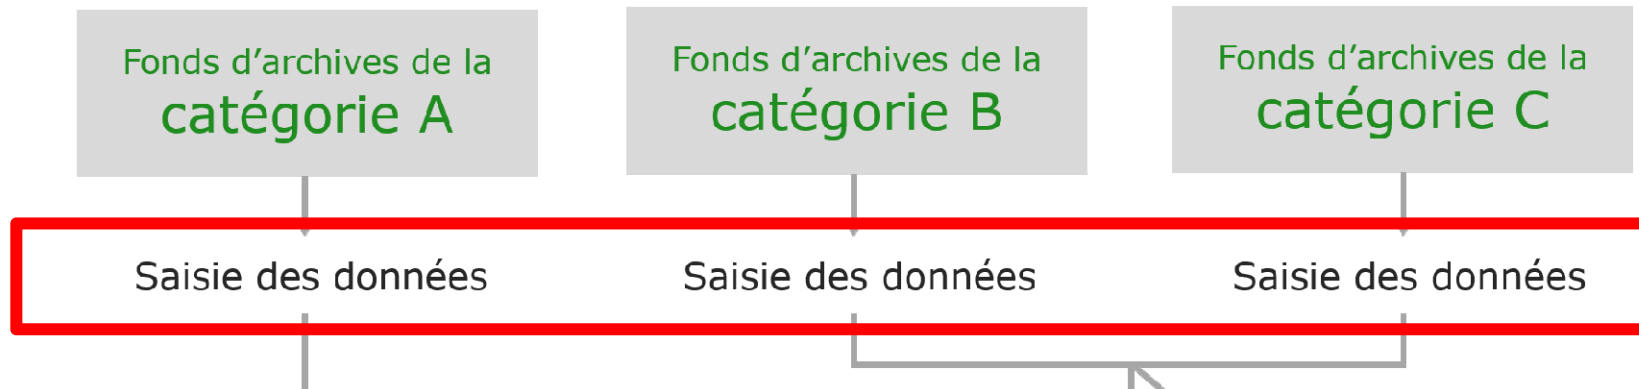 Fonds d’archives de la
catégorie A
Fonds d’archives de la
catégorie B
Fonds d’archives de la
catégorie C
Saisie des données
Saisie des données
Saisie des données